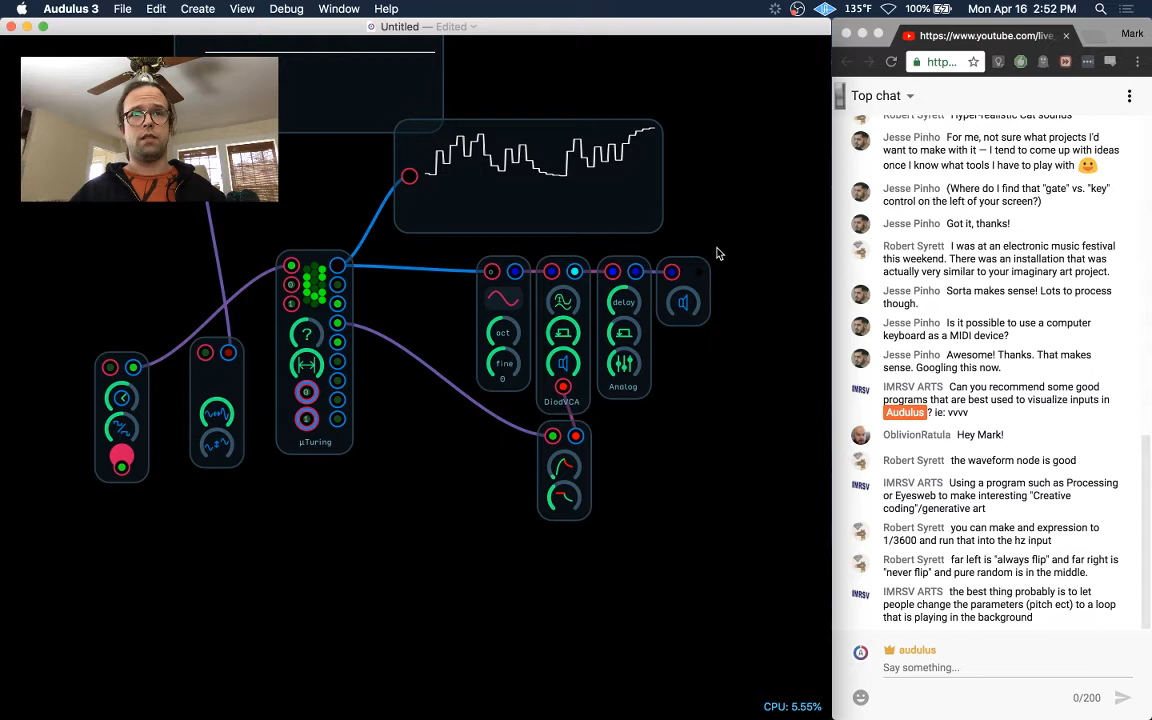 Audulus 3 File Edit Create View Debug Window Help 135°F 100% Mon Apr 16 2:52 PM
Untitled — Edited
https://www.youtube.com/live_ Mark
http...
Top chat
Robert Syrett Hyper-realistic Cat sounds
Jesse Pinho For me, not sure what projects I'd
want to make with it — I tend to come up with ideas
once I know what tools I have to play with
Jesse Pinho (Where do I find that "gate" vs. "key"
control on the left of your screen?)
Jesse Pinho Got it, thanks!
Robert Syrett I was at an electronic music festival
this weekend. There was an installation that was
actually very similar to your imaginary art project.
Jesse Pinho Sorta makes sense! Lots to process
though.
Jesse Pinho Is it possible to use a computer
keyboard as a MIDI device?
Jesse Pinho Awesome! Thanks. That makes
sense. Googling this now.
IMRSV ARTS Can you recommend some good
programs that are best used to visualize inputs in
Audulus ? ie: vvvv
OblivionRatula Hey Mark!
Robert Syrett the waveform node is good
IMRSV ARTS Using a program such as Processing
or Eyesweb to make interesting "Creative
coding"/generative art
Robert Syrett you can make and expression to
1/3600 and run that into the hz input
Robert Syrett far left is "always flip" and far right is
"never flip" and pure random is in the middle.
IMRSV ARTS the best thing probably is to let
people change the parameters (pitch ect) to a loop
that is playing in the background
audulus
Say something...
0/200
0
1
?
0
1
µTuring
o
oct
fine
0
DiodVCA
delay
Analog
CPU: 5.55%